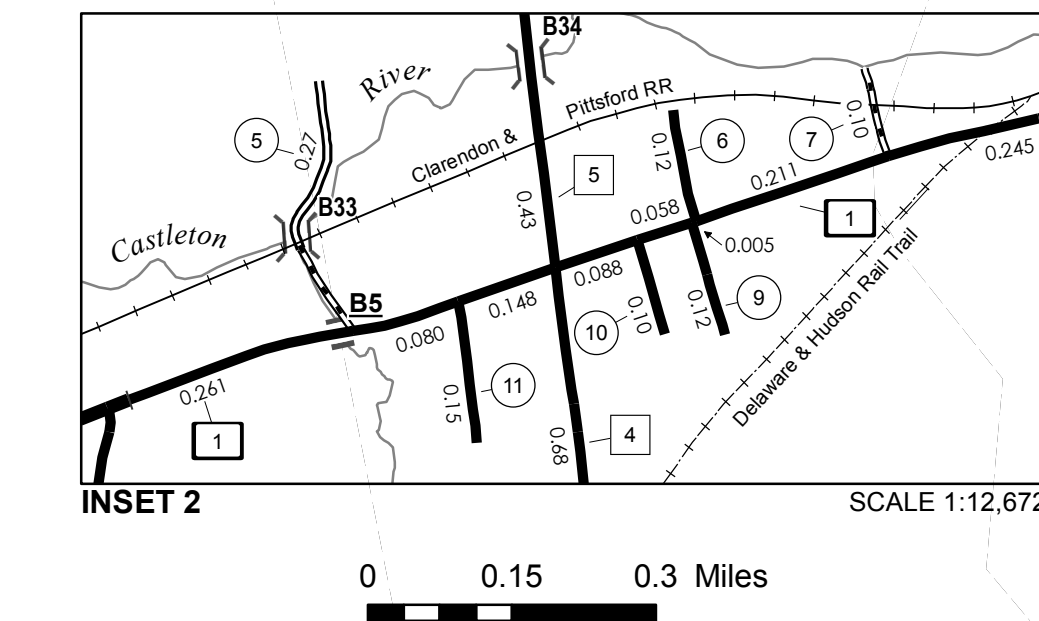 B34
River
Pittsford RR
5
0.27
Clarendon &
6
7
0.10
0.12
0.245
5
0.211
B33
0.43
0.058
1
Castleton
0.005
0.088
B5
0.148
9
0.080
10
0.10
0.12
Delaware & Hudson Rail Trail
0.261
11
0.15
1
4
0.68
INSET 2
SCALE 1:12,672
0 0.15 0.3 Miles